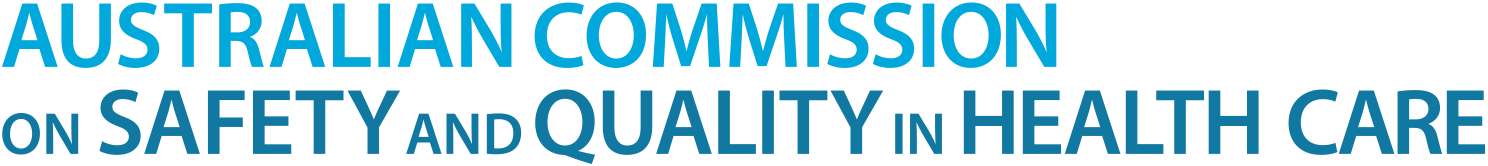 AUSTRALIAN COMMISSION
ON SAFETY AND QUALITY IN HEALTH CARE